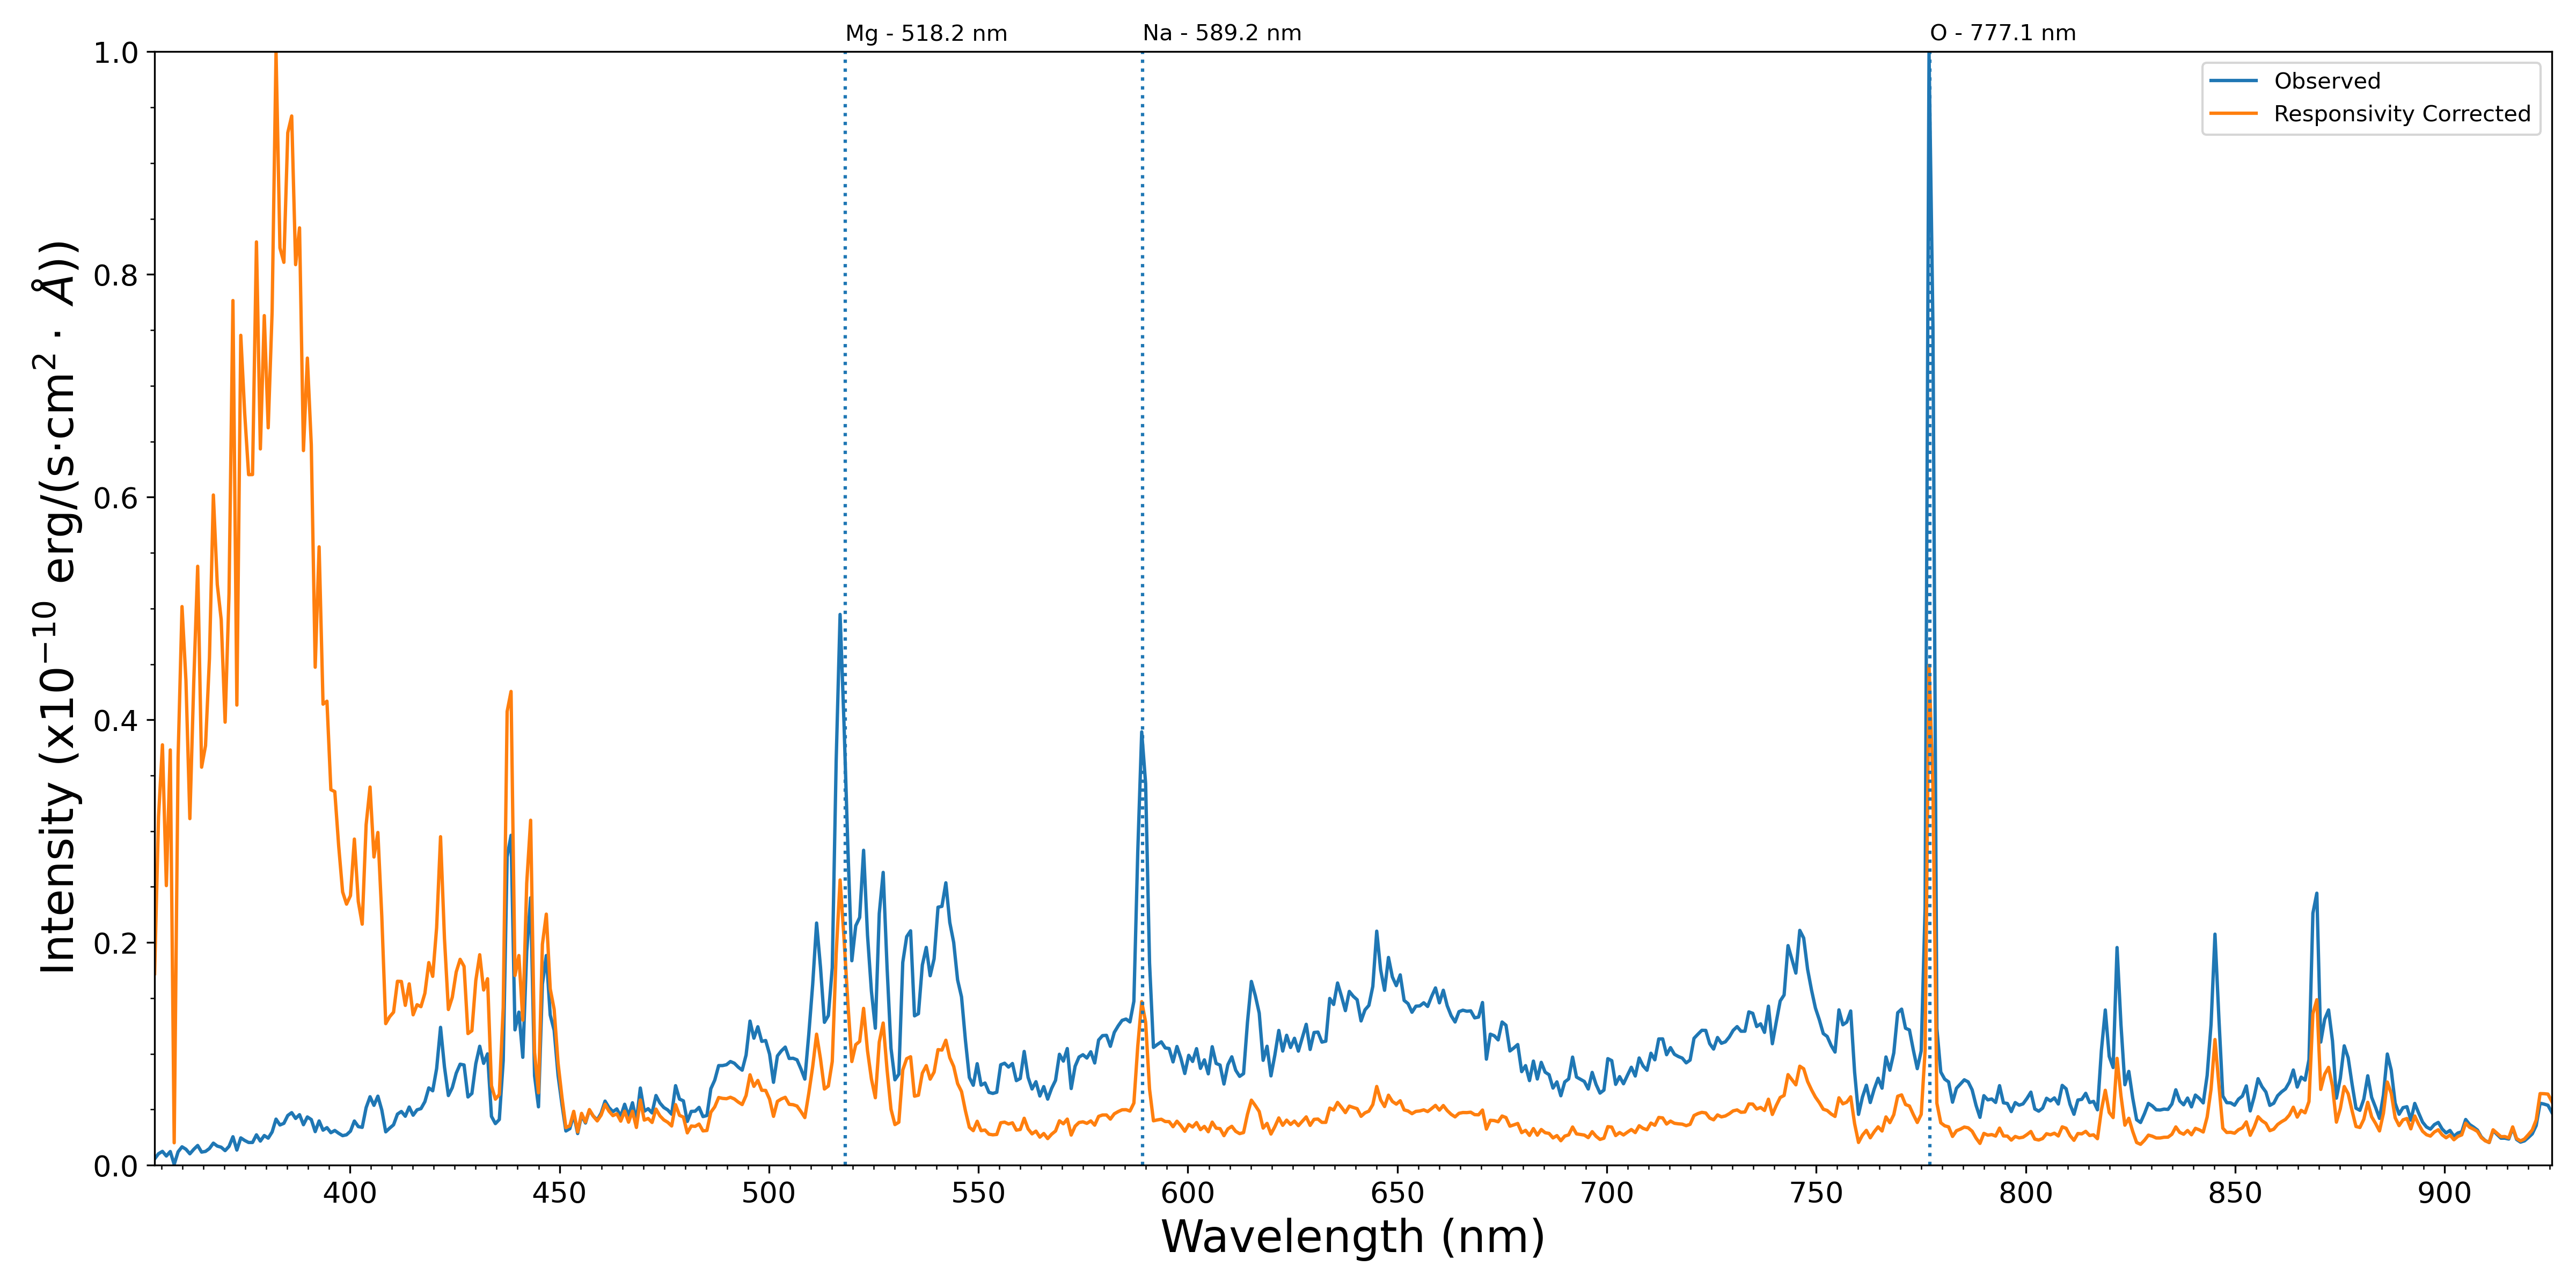 Mg - 518.2 nm
Na - 589.2 nm
O - 777.1 nm
Observed
Responsivity Corrected
1.0
0.8
0.6
0.4
0.2
0.0
Intensity (x10⁻¹⁰ erg/(s·cm² · Å))
400 450 500 550 600 650 700 750 800 850 900
Wavelength (nm)